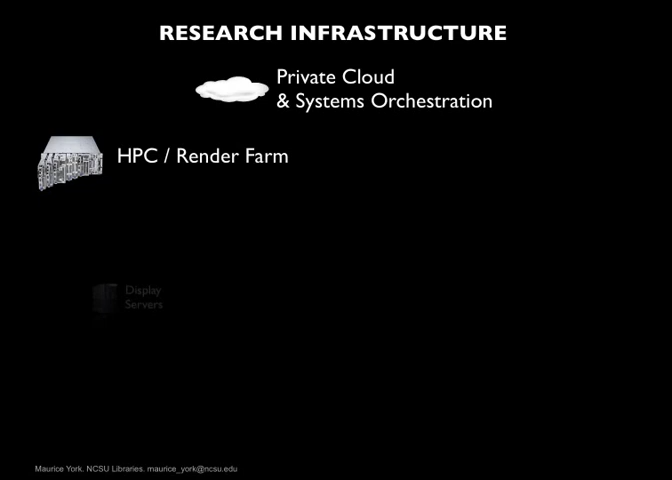 RESEARCH INFRASTRUCTURE
Private Cloud
& Systems Orchestration
HPC / Render Farm
Display
Servers
Maurice York. NCSU Libraries. maurice_york@ncsu.edu